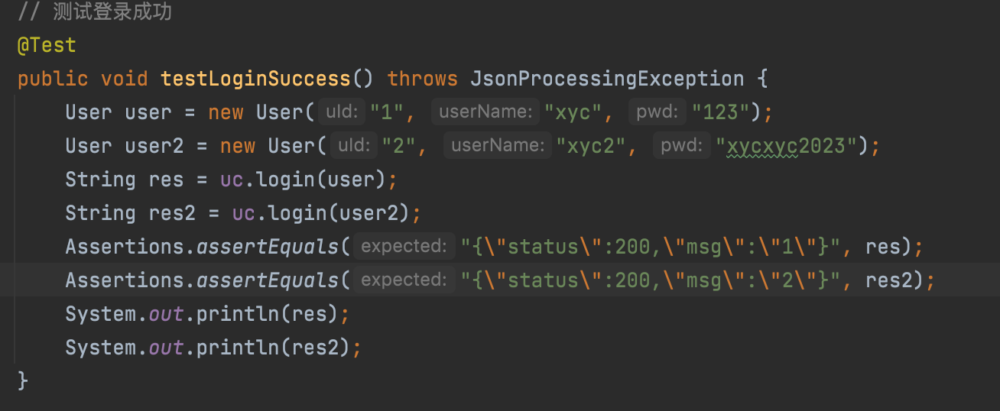 // 测试登录成功
@Test
public void testLoginSuccess() throws JsonProcessingException {
User user = new User( uId: "1", userName: "xyc", pwd: "123");
User user2 = new User( uId: "2", userName: "xyc2", pwd: "xycxyc2023");
String res = uc.login(user);
String res2 = uc.login(user2);
Assertions.assertEquals( expected: "{\"status\":200,\"msg\":\"1\"}", res);
Assertions.assertEquals( expected: "{\"status\":200,\"msg\":\"2\"}", res2);
System.out.println(res);
System.out.println(res2);
}